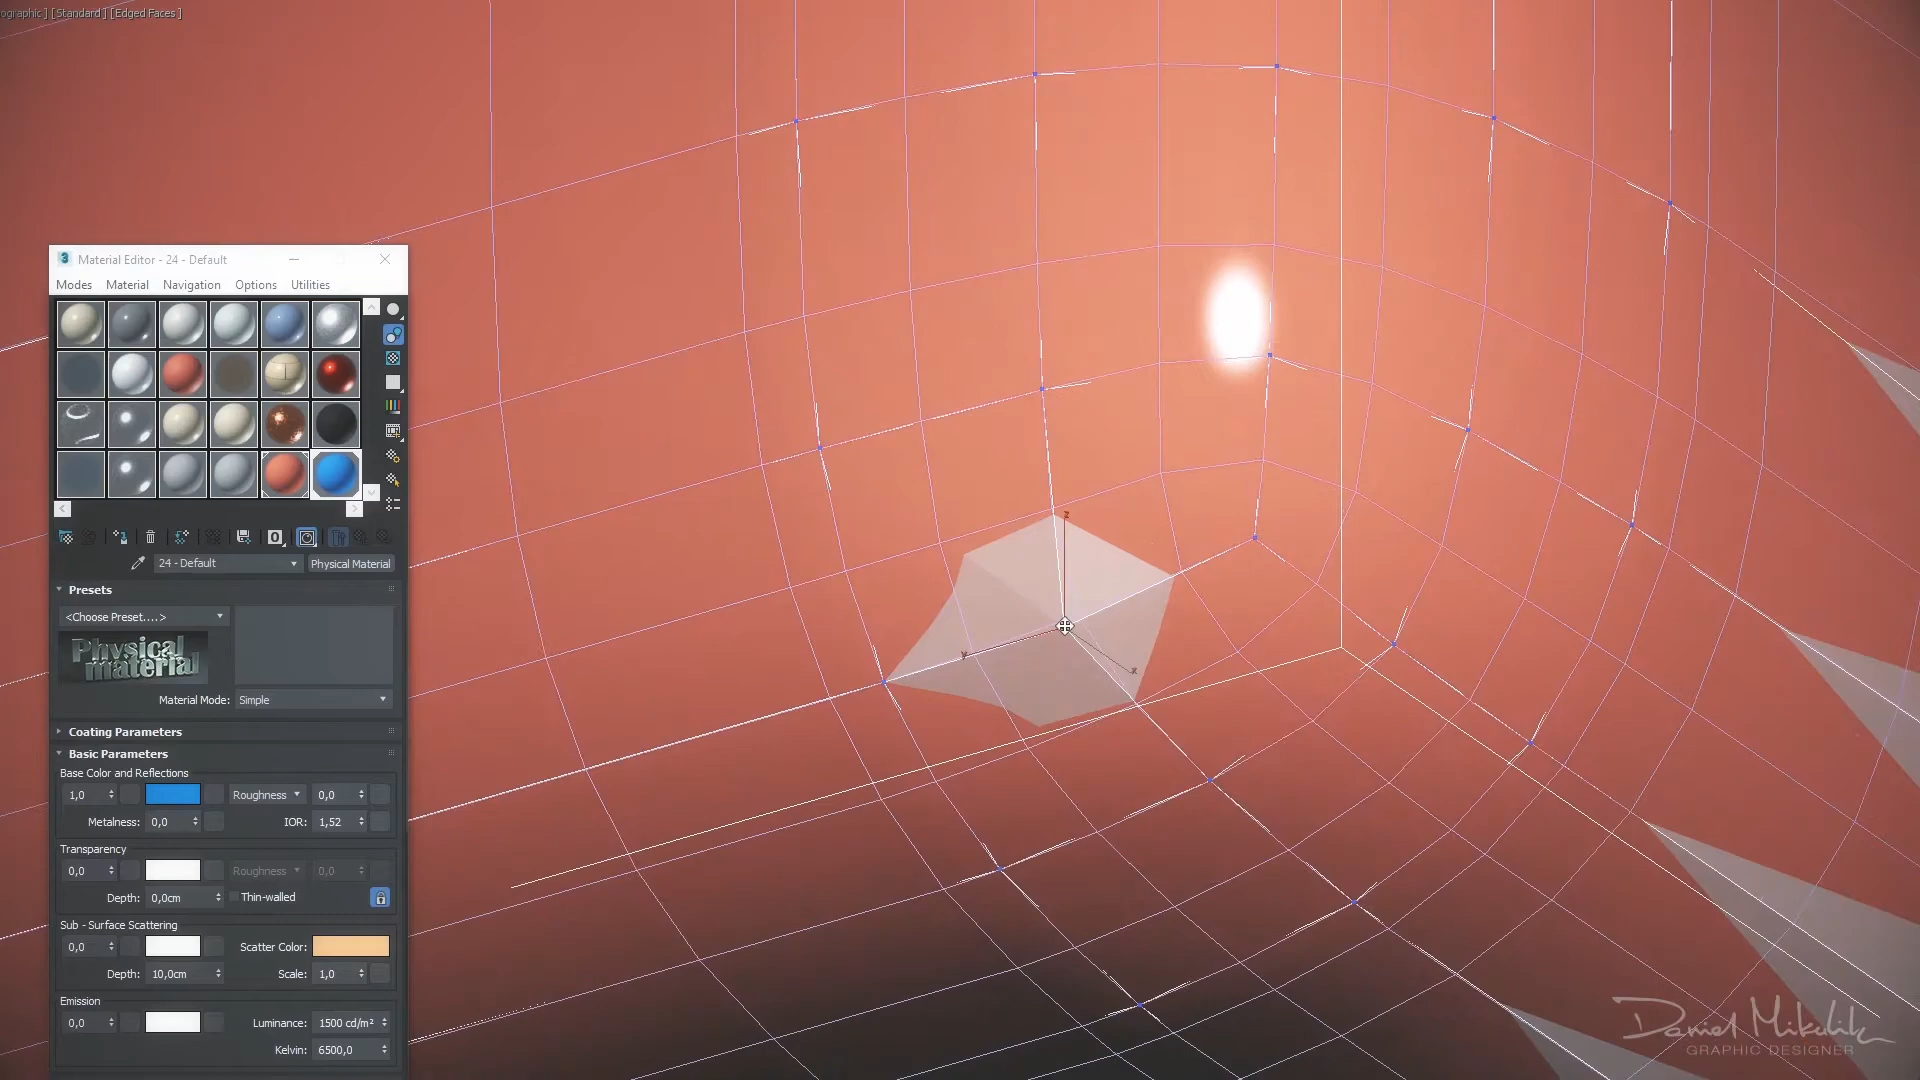 ographic ] [ Standard ] [ Edged Faces ]
Material Editor - 24 - Default
Modes Material Navigation Options Utilities
24 - Default
Physical Material
Presets
<Choose Preset....>
Physical material
Material Mode: Simple
Coating Parameters
Basic Parameters
Base Color and Reflections
1,0 Roughness 0,0
Metalness: 0,0 IOR: 1,52
Transparency
0,0 Roughness 0,0
Depth: 0,0cm Thin-walled
Sub - Surface Scattering
0,0 Scatter Color:
Depth: 10,0cm Scale: 1,0
Emission
0,0 Luminance: 1500 cd/m²
Kelvin: 6500,0
z
y
x
Daniel Mikulik
GRAPHIC DESIGNER